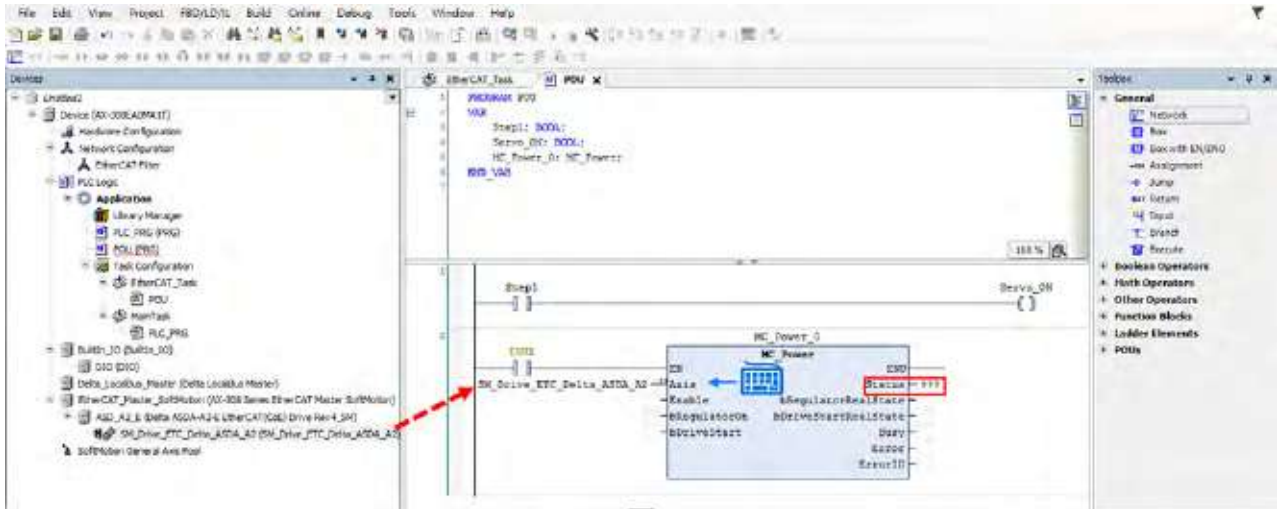 File Edit View Project FBD/LD/IL Build Online Debug Tools Window Help
Devices
Device (AX-308EA0MA1T)
Hardware Configuration
Network Configuration
EtherCAT Filter
PLC Logic
Application
Library Manager
PLC_PRG (PRG)
POU (PRG)
Task Configuration
EtherCAT_Task
POU
MainTask
PLC_PRG
BuiltIn_IO (BuiltIn_IO)
DIO (DIO)
Delta_LocalBus_Master (Delta LocalBus Master)
EtherCAT_Master_SoftMotion (AX-308 Series EtherCAT Master SoftMotion)
ASD_A2_E (Delta ASDA-A2-E EtherCAT(CoE) Drive Rev4_SM)
SM_Drive_ETC_Delta_ASDA_A2 (SM_Drive_ETC_Delta_ASDA_A2
SoftMotion General Axis Pool
EtherCAT_Task POU
PROGRAM POU
VAR
Step1: BOOL;
Servo_ON: BOOL;
MC_Power_0: MC_Power;
END_VAR
100 %
Step1 Servo_ON
MC_Power_0
MC_Power
EN ENO
SM_Drive_ETC_Delta_ASDA_A2 Axis Status ???
Enable bRegulatorRealState
bRegulatorOn bDriveStartRealState
bDriveStart Busy
Error
ErrorID
ToolBox
General
Network
Box
Box with EN/ENO
Assignment
Jump
Return
Input
Branch
Execute
Boolean Operators
Math Operators
Other Operators
Function Blocks
Ladder Elements
POUs